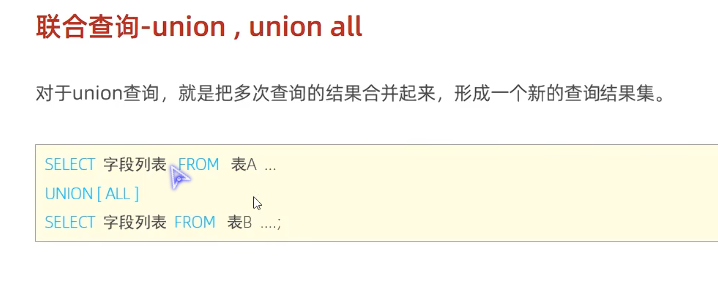 联合查询-union , union all
对于union查询，就是把多次查询的结果合并起来，形成一个新的查询结果集。
SELECT 字段列表 FROM 表A ...
UNION [ ALL ]
SELECT 字段列表 FROM 表B ....;